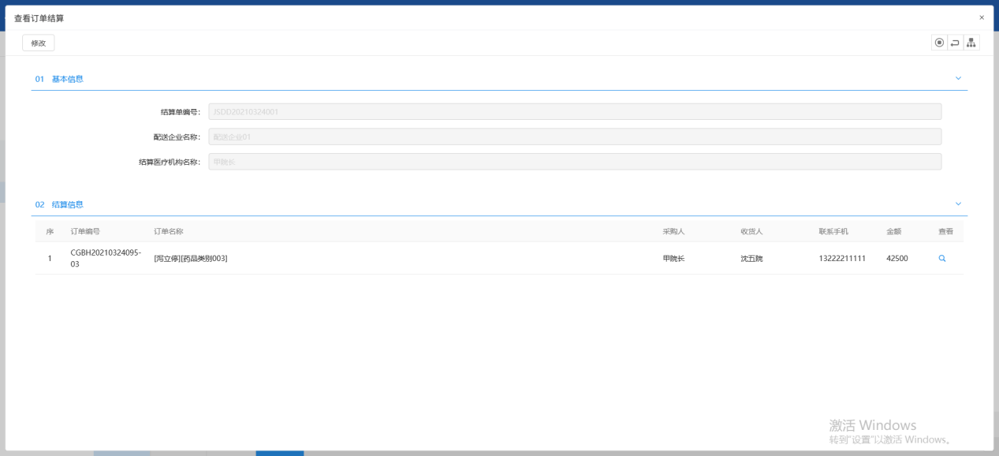 查看订单结算
×
修改
01 基本信息
结算单编号：
JSDD20210324001
配送企业名称：
配送企业01
结算医疗机构名称：
甲院长
02 结算信息
序 订单编号 订单名称 采购人 收货人 联系手机 金额 查看
1 CGBH20210324095-03 [泻立停][药品类别003] 甲院长 沈五院 13222211111 42500
激活 Windows
转到"设置"以激活 Windows。